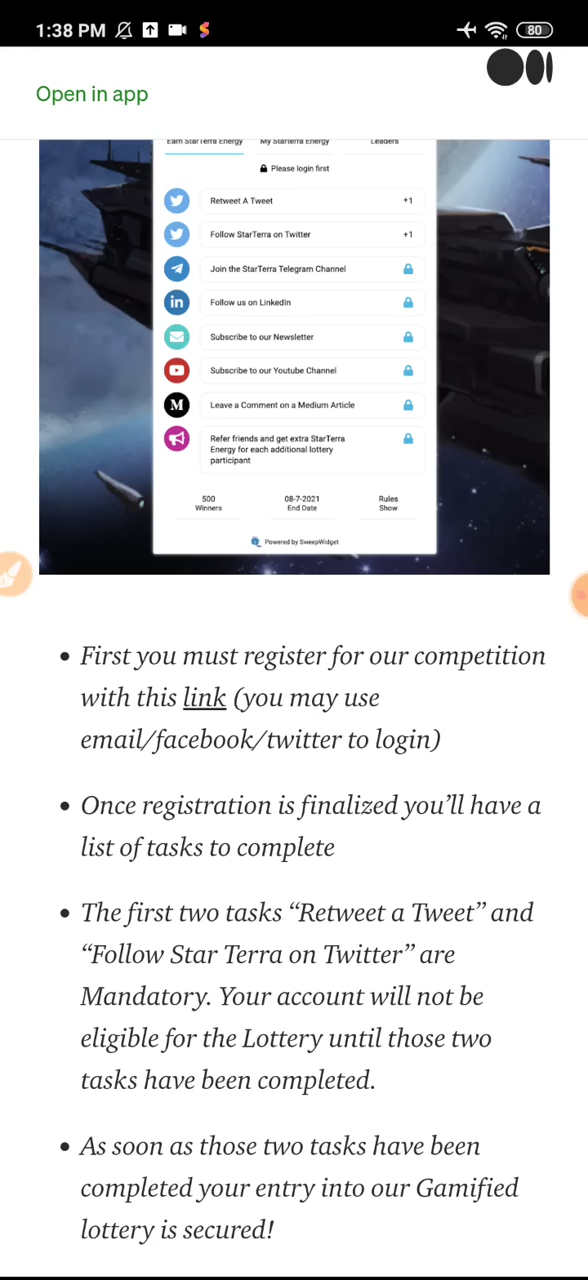 1:38 PM
80
Open in app
Earn StarTerra Energy My Starterra Energy Leaders
Please login first
Retweet A Tweet +1
Follow StarTerra on Twitter +1
Join the StarTerra Telegram Channel
in Follow us on Linkedin
Subscribe to our Newsletter
Subscribe to our Youtube Channel
M Leave a Comment on a Medium Article
Refer friends and get extra StarTerra
Energy for each additional lottery
participant
500 08-7-2021 Rules
Winners End Date Show
Powered by SweepWidget
• First you must register for our competition
with this link (you may use
email/facebook/twitter to login)
• Once registration is finalized you’ll have a
list of tasks to complete
• The first two tasks “Retweet a Tweet” and
“Follow Star Terra on Twitter” are
Mandatory. Your account will not be
eligible for the Lottery until those two
tasks have been completed.
• As soon as those two tasks have been
completed your entry into our Gamified
lottery is secured!